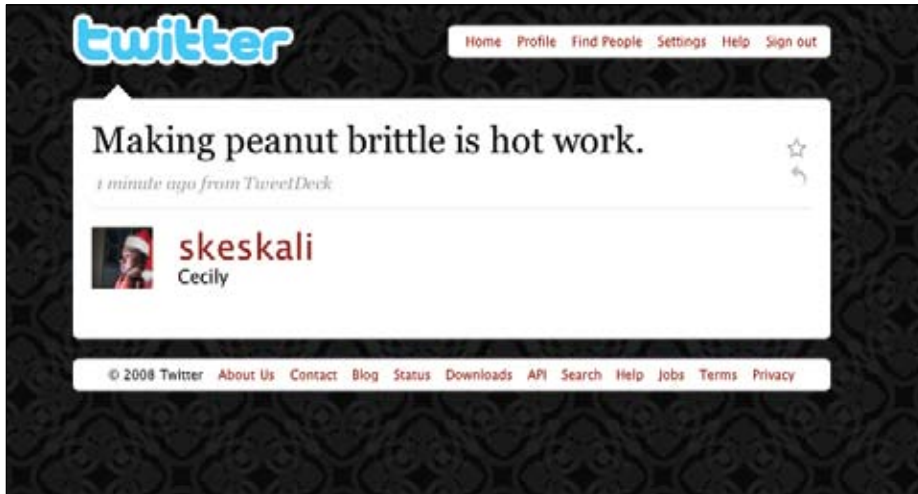 twitter
Home Profile Find People Settings Help Sign out
Making peanut brittle is hot work.
1 minute ago from TweetDeck
skeskali
Cecily
© 2008 Twitter About Us Contact Blog Status Downloads API Search Help Jobs Terms Privacy